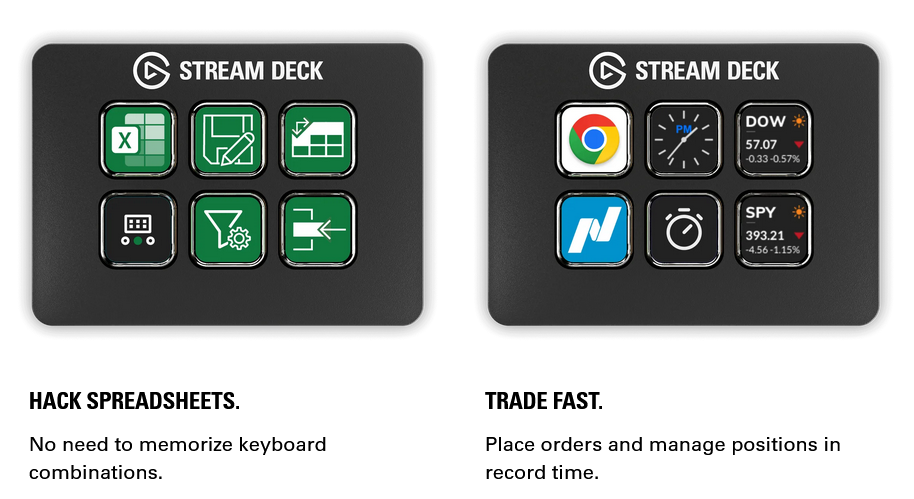 STREAM DECK
X
HACK SPREADSHEETS.
No need to memorize keyboard
combinations.
STREAM DECK
PM
DOW
57.07
-0.33 -0.57%
SPY
393.21
-4.56 -1.15%
TRADE FAST.
Place orders and manage positions in
record time.